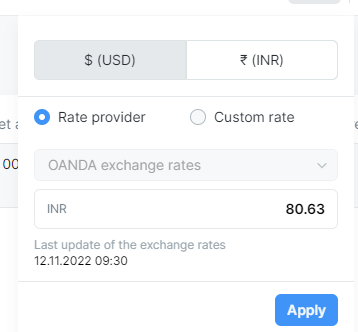 $ (USD) ₹ (INR)
Rate provider Custom rate
OANDA exchange rates
INR 80.63
Last update of the exchange rates
12.11.2022 09:30
Apply